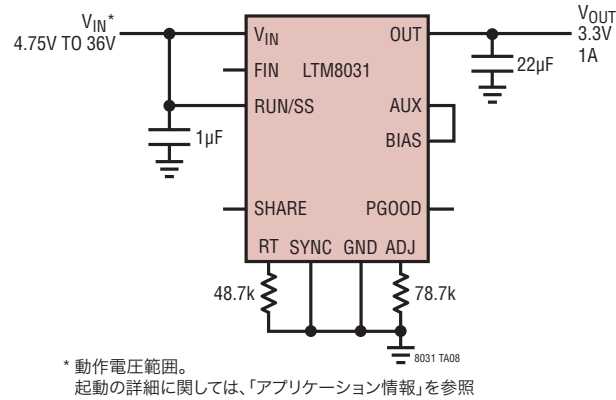 VIN*
4.75V TO 36V
VIN
OUT
VOUT
3.3V
1A
FIN
LTM8031
22µF
RUN/SS
AUX
1µF
BIAS
SHARE
PGOOD
RT
SYNC
GND
ADJ
48.7k
78.7k
8031 TA08
* 動作電圧範囲。
起動の詳細に関しては、「アプリケーション情報」を参照